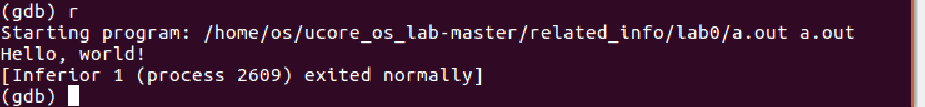 (gdb) r
Starting program: /home/os/ucore_os_lab-master/related_info/lab0/a.out a.out
Hello, world!
[Inferior 1 (process 2609) exited normally]
(gdb)